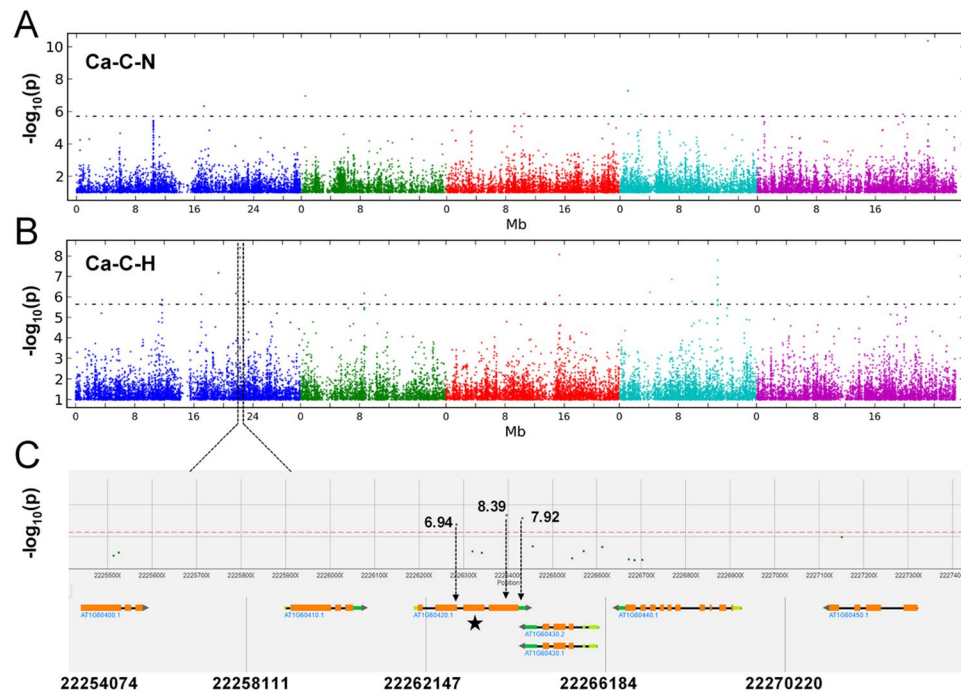 A
Ca-C-N
-log10(p)
10
8
6
4
2
0 8 16 24 0 8 16 0 8 16 0 8 0 8 16
Mb
B
Ca-C-H
-log10(p)
8
7
6
5
4
3
2
1
0 8 16 24 0 8 16 0 8 16 0 8 0 8 16
Mb
C
-log10(p)
6.94 8.39 7.92
Position
AT1G60400.1 AT1G60410.1 AT1G60420.1 AT1G60440.1 AT1G60450.1
AT1G60430.2
AT1G60430.1
22254074 22258111 22262147 22266184 22270220